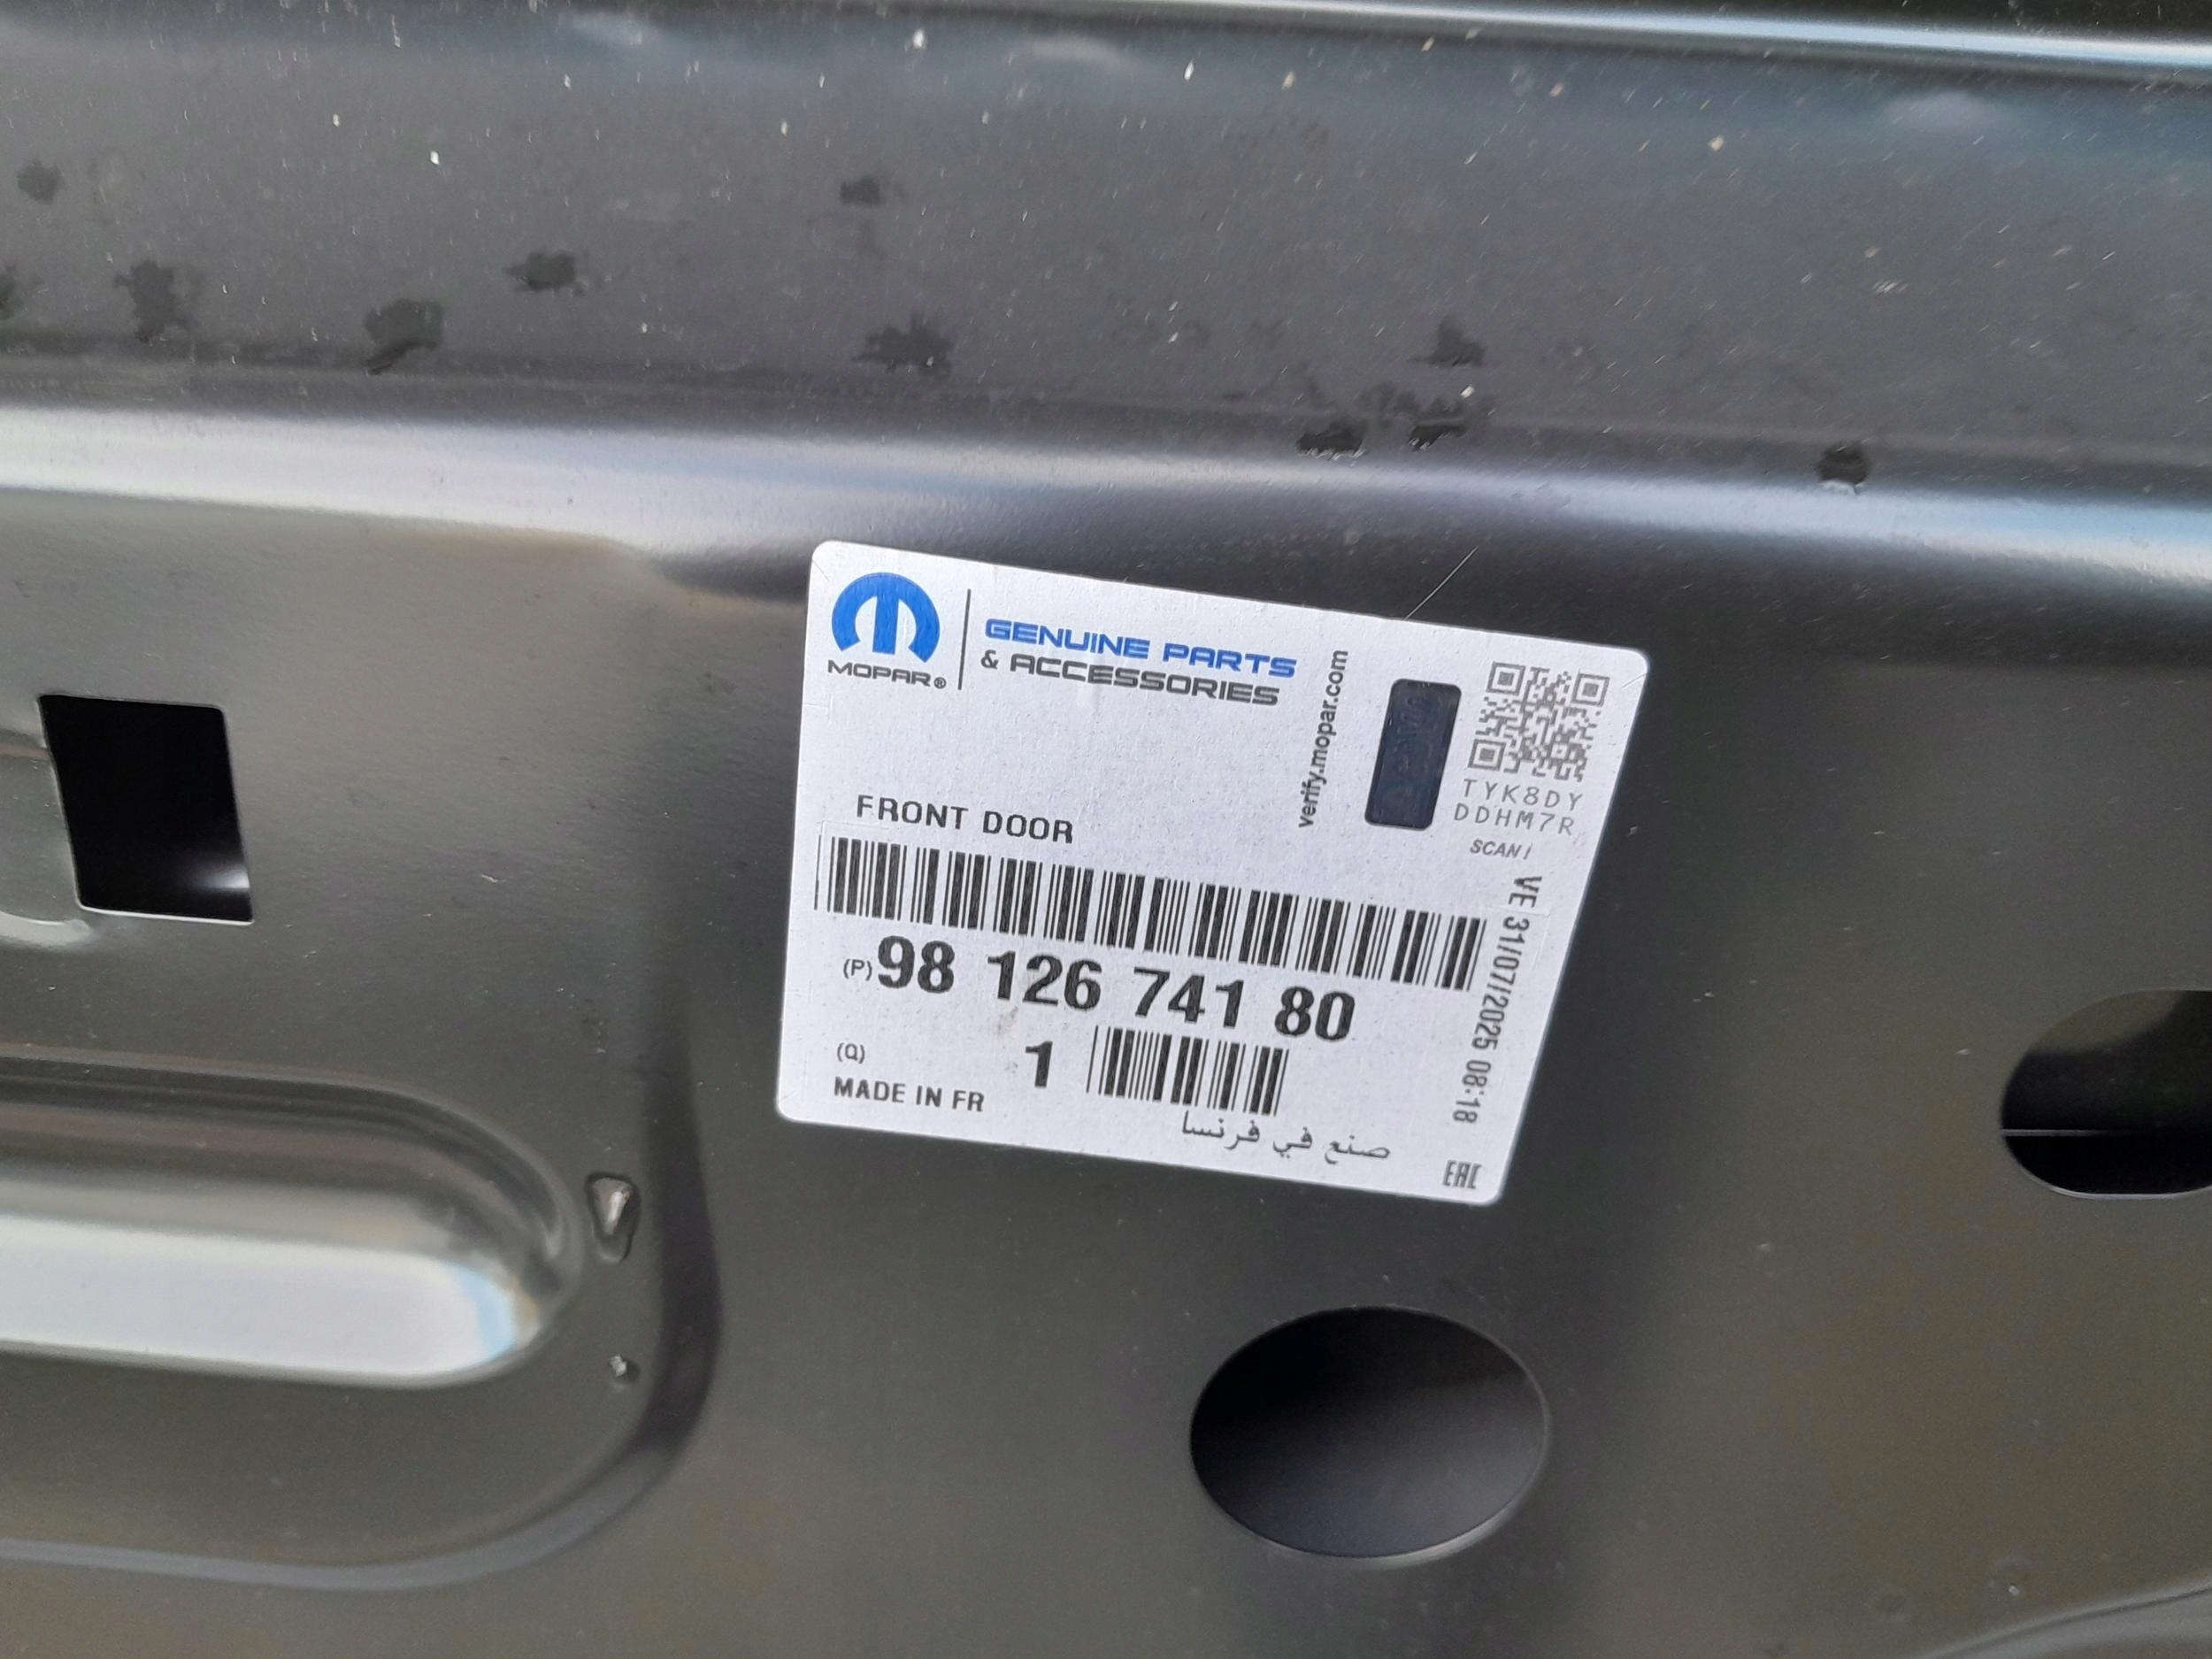 MOPAR®
GENUINE PARTS
& ACCESSORIES
verify.mopar.com
TYK8DY
DDHM7R
SCAN!
FRONT DOOR
(P) 98 126 741 80
(Q) 1
MADE IN FR
صنع في فرنسا
VE 31/07/2025 08:18
EAC